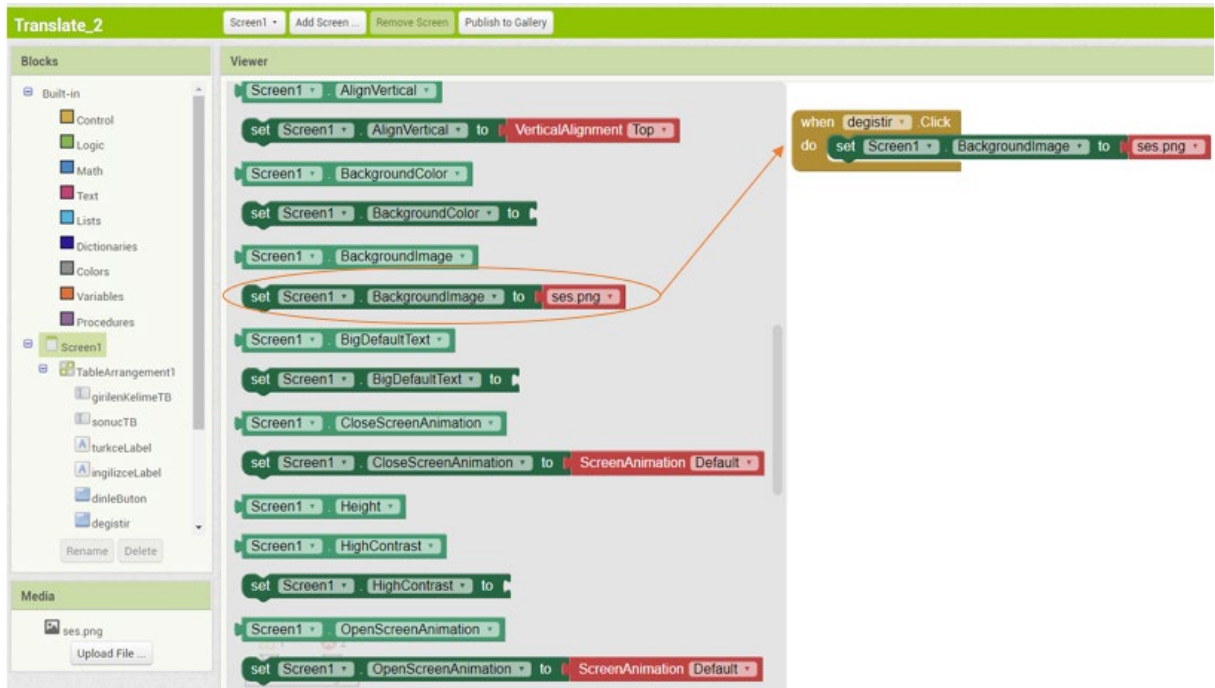 Translate_2
Screen1
Add Screen ...
Remove Screen
Publish to Gallery
Blocks
Built-in
Control
Logic
Math
Text
Lists
Dictionaries
Colors
Variables
Procedures
Screen1
TableArrangement1
girilenKelimeTB
sonucTB
turkceLabel
ingilizceLabel
dinleButon
degistir
Rename Delete
Media
ses.png
Upload File ...
Viewer
Screen1 . AlignVertical
set Screen1 . AlignVertical to VerticalAlignment Top
Screen1 . BackgroundColor
set Screen1 . BackgroundColor to
Screen1 . BackgroundImage
set Screen1 . BackgroundImage to ses.png
Screen1 . BigDefaultText
set Screen1 . BigDefaultText to
Screen1 . CloseScreenAnimation
set Screen1 . CloseScreenAnimation to ScreenAnimation Default
Screen1 . Height
Screen1 . HighContrast
set Screen1 . HighContrast to
Screen1 . OpenScreenAnimation
set Screen1 . OpenScreenAnimation to ScreenAnimation Default
when degistir .Click
do set Screen1 . BackgroundImage to ses.png